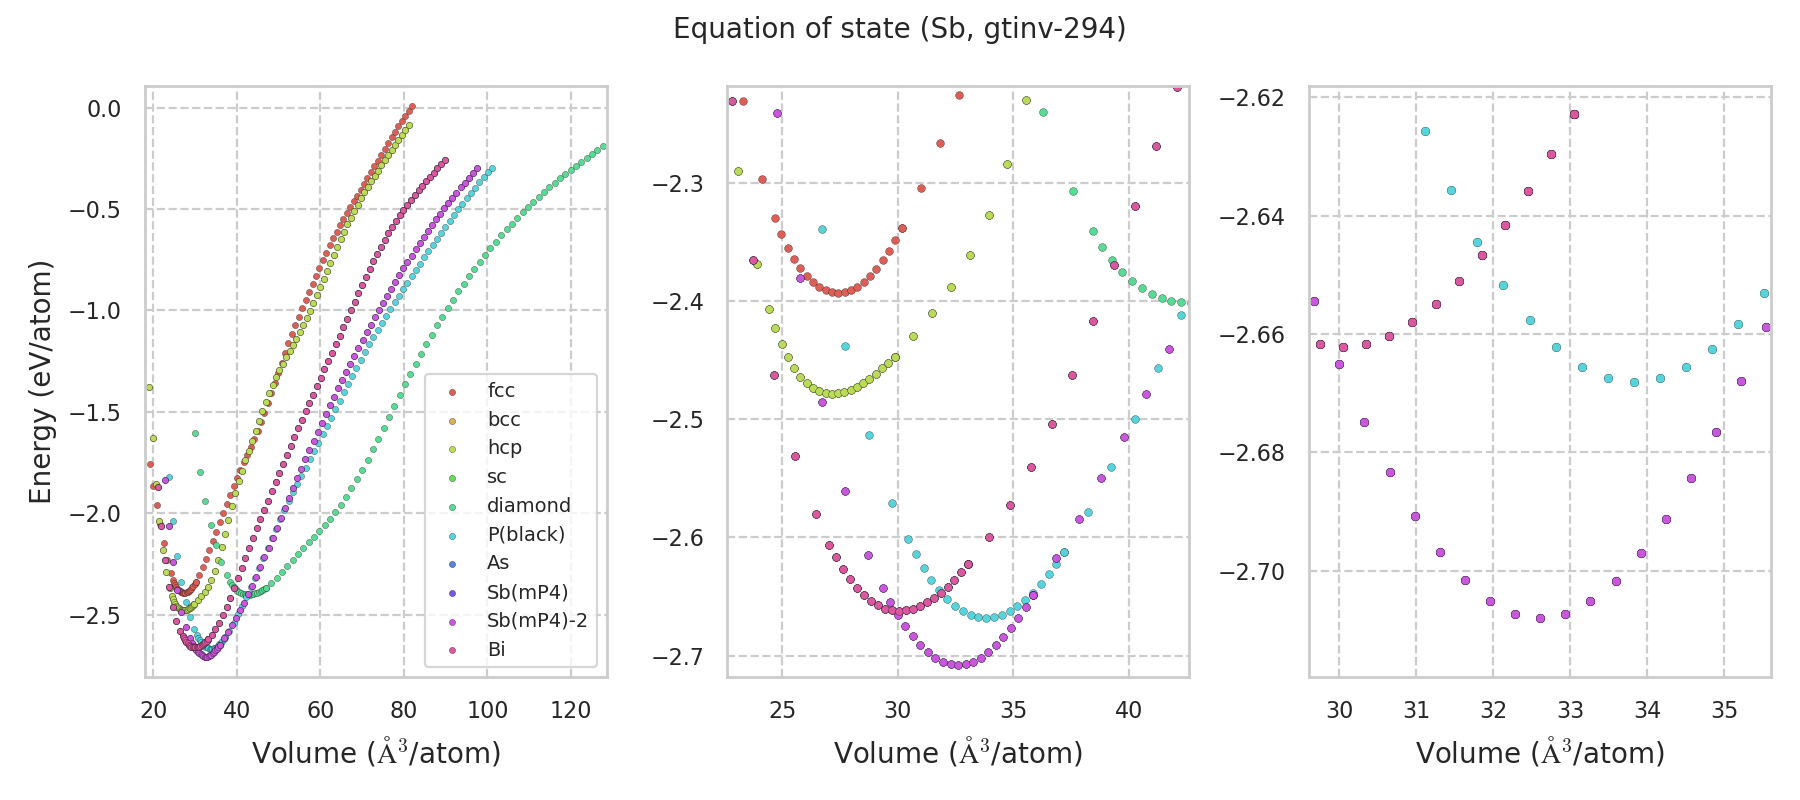 Equation of state (Sb, gtinv-294)
Energy (eV/atom)
0.0
−0.5
−1.0
−1.5
−2.0
−2.5
20 40 60 80 100 120
Volume (Å³/atom)
fcc
bcc
hcp
sc
diamond
P(black)
As
Sb(mP4)
Sb(mP4)-2
Bi
−2.3
−2.4
−2.5
−2.6
−2.7
25 30 35 40
Volume (Å³/atom)
−2.62
−2.64
−2.66
−2.68
−2.70
30 31 32 33 34 35
Volume (Å³/atom)